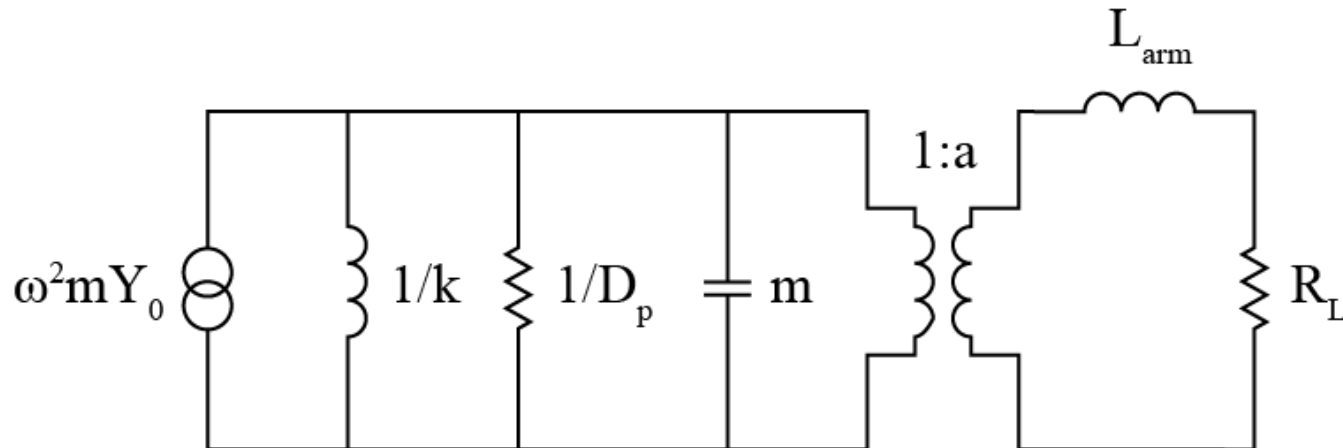 L_arm
1:a
ω²mY₀
1/k
1/D_p
m
R_L